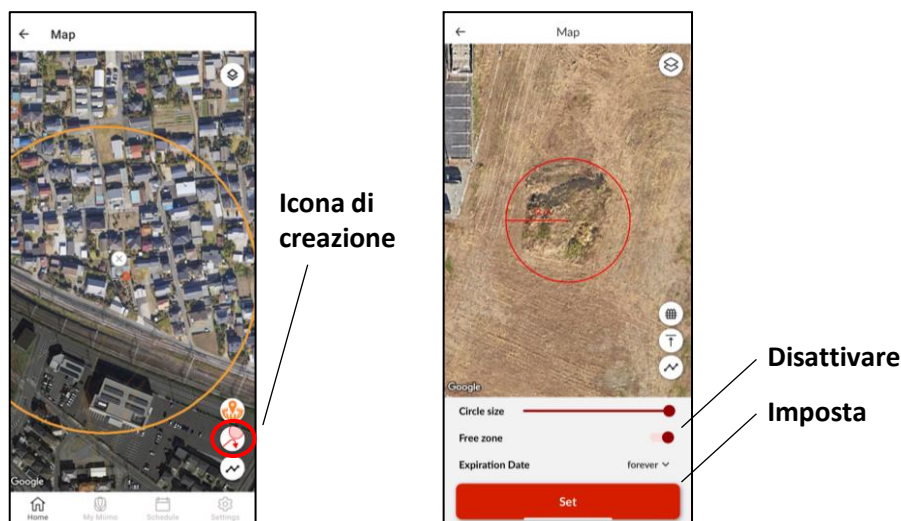 Map
Google
Home
My Miimo
Schedule
Settings
Icona di
creazione
Map
Google
Circle size
Free zone
Expiration Date
forever
Set
Disattivare
Imposta